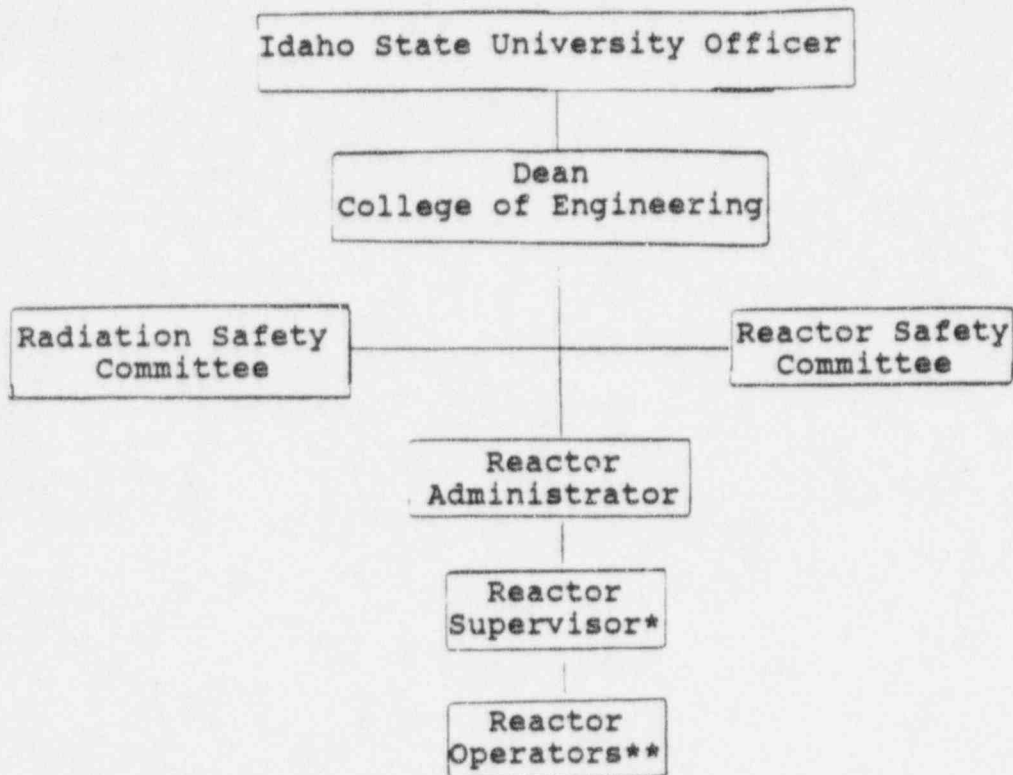 Idaho State University Officer
Dean
College of Engineering
Radiation Safety
Committee
Reactor Safety
Committee
Reactor
Administrator
Reactor
Supervisor*
Reactor
Operators**